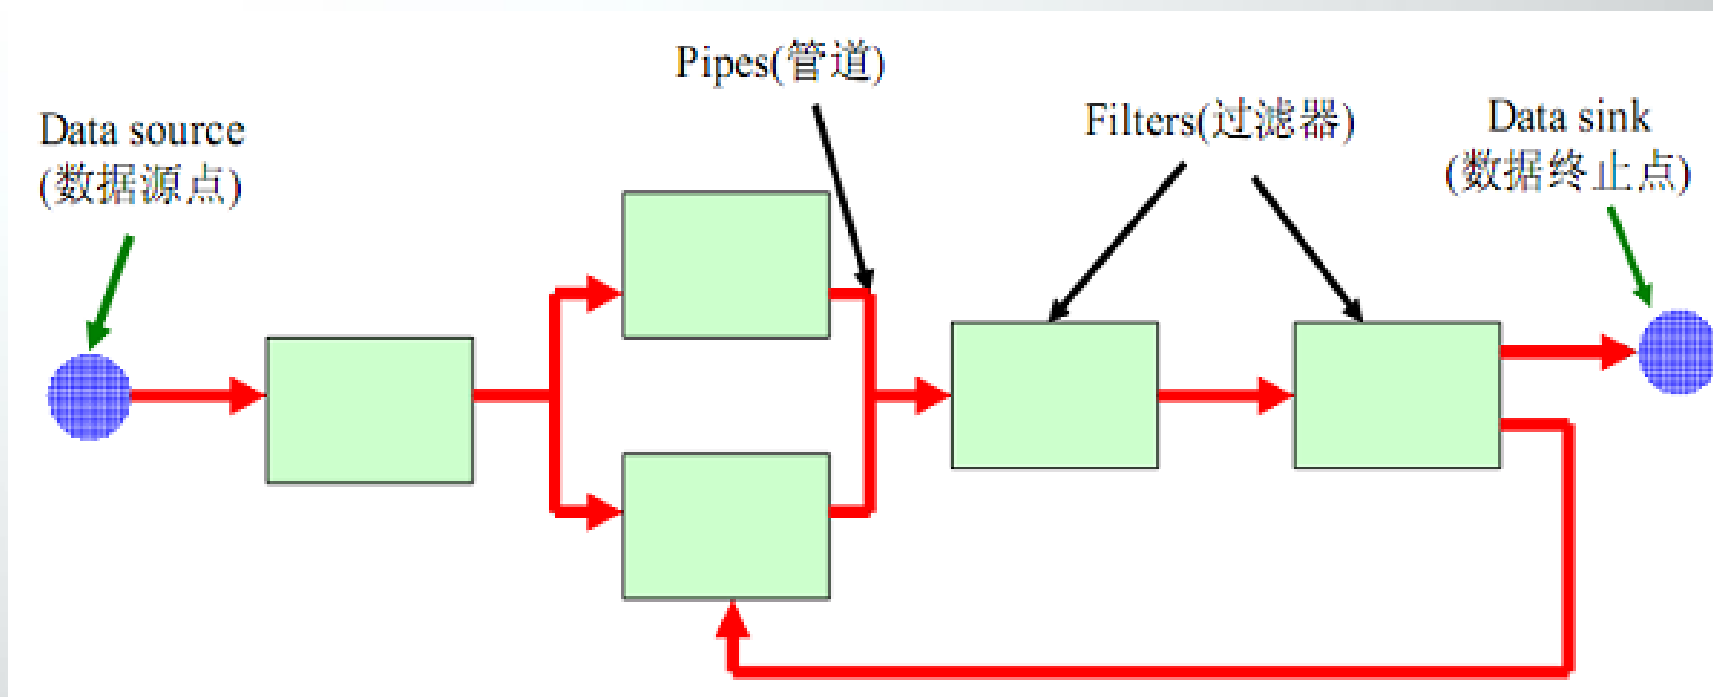 Pipes(管道)
Data source
(数据源点)
Filters(过滤器)
Data sink
(数据终止点)